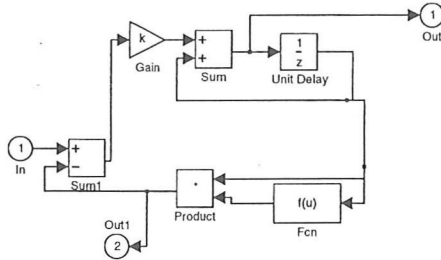 1
Out
k
Gain
+
+
Sum
1
z
Unit Delay
1
In
+
−
Sum1
Product
f(u)
Fcn
Out1
2